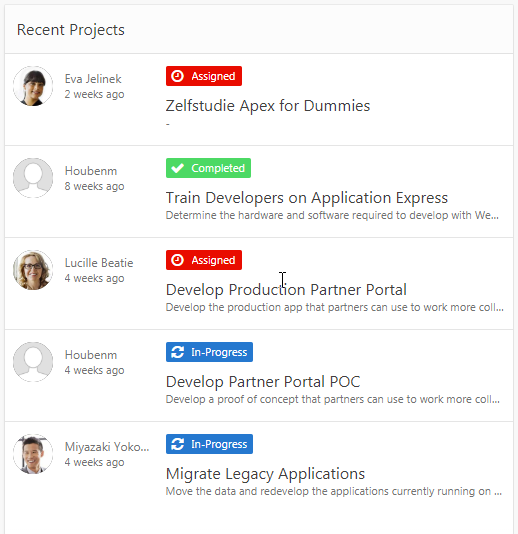 Recent Projects
Eva Jelinek
2 weeks ago
Assigned
Zelfstudie Apex for Dummies
-
Houbenm
8 weeks ago
Completed
Train Developers on Application Express
Determine the hardware and software required to develop with We...
Lucille Beatie
4 weeks ago
Assigned
Develop Production Partner Portal
Develop the production app that partners can use to work more coll...
Houbenm
4 weeks ago
In-Progress
Develop Partner Portal POC
Develop a proof of concept that partners can use to work more coll...
Miyazaki Yoko...
4 weeks ago
In-Progress
Migrate Legacy Applications
Move the data and redevelop the applications currently running on ...